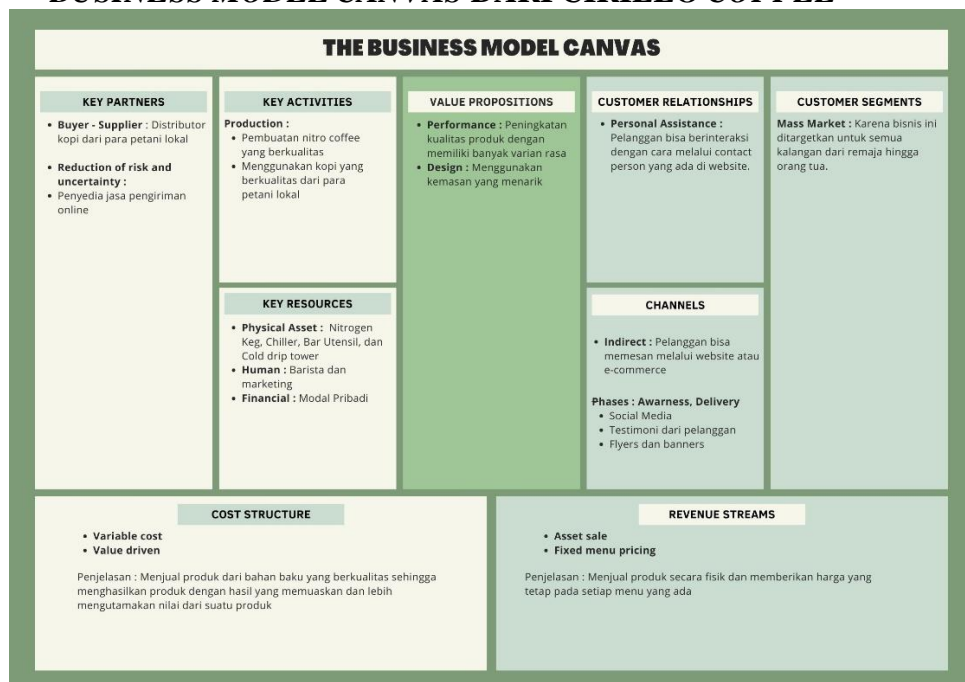 BUSINESS MODEL CANVAS DARI CIRILLO COFFEE
THE BUSINESS MODEL CANVAS
KEY PARTNERS
• Buyer - Supplier : Distributor
kopi dari para petani lokal
• Reduction of risk and
uncertainty :
• Penyedia jasa pengiriman
online
KEY ACTIVITIES
Production :
• Pembuatan nitro coffee
yang berkualitas
• Menggunakan kopi yang
berkualitas dari para
petani lokal
KEY RESOURCES
• Physical Asset : Nitrogen
Keg, Chiller, Bar Utensil, dan
Cold drip tower
• Human : Barista dan
marketing
• Financial : Modal Pribadi
VALUE PROPOSITIONS
• Performance : Peningkatan
kualitas produk dengan
memiliki banyak varian rasa
• Design : Menggunakan
kemasan yang menarik
CUSTOMER RELATIONSHIPS
• Personal Assistance :
Pelanggan bisa berinteraksi
dengan cara melalui contact
person yang ada di website.
CHANNELS
• Indirect : Pelanggan bisa
memesan melalui website atau
e-commerce
Phases : Awarness, Delivery
• Social Media
• Testimoni dari pelanggan
• Flyers dan banners
CUSTOMER SEGMENTS
Mass Market : Karena bisnis ini
ditargetkan untuk semua
kalangan dari remaja hingga
orang tua.
COST STRUCTURE
• Variable cost
• Value driven
Penjelasan : Menjual produk dari bahan baku yang berkualitas sehingga
menghasilkan produk dengan hasil yang memuaskan dan lebih
mengutamakan nilai dari suatu produk
REVENUE STREAMS
• Asset sale
• Fixed menu pricing
Penjelasan : Menjual produk secara fisik dan memberikan harga yang
tetap pada setiap menu yang ada